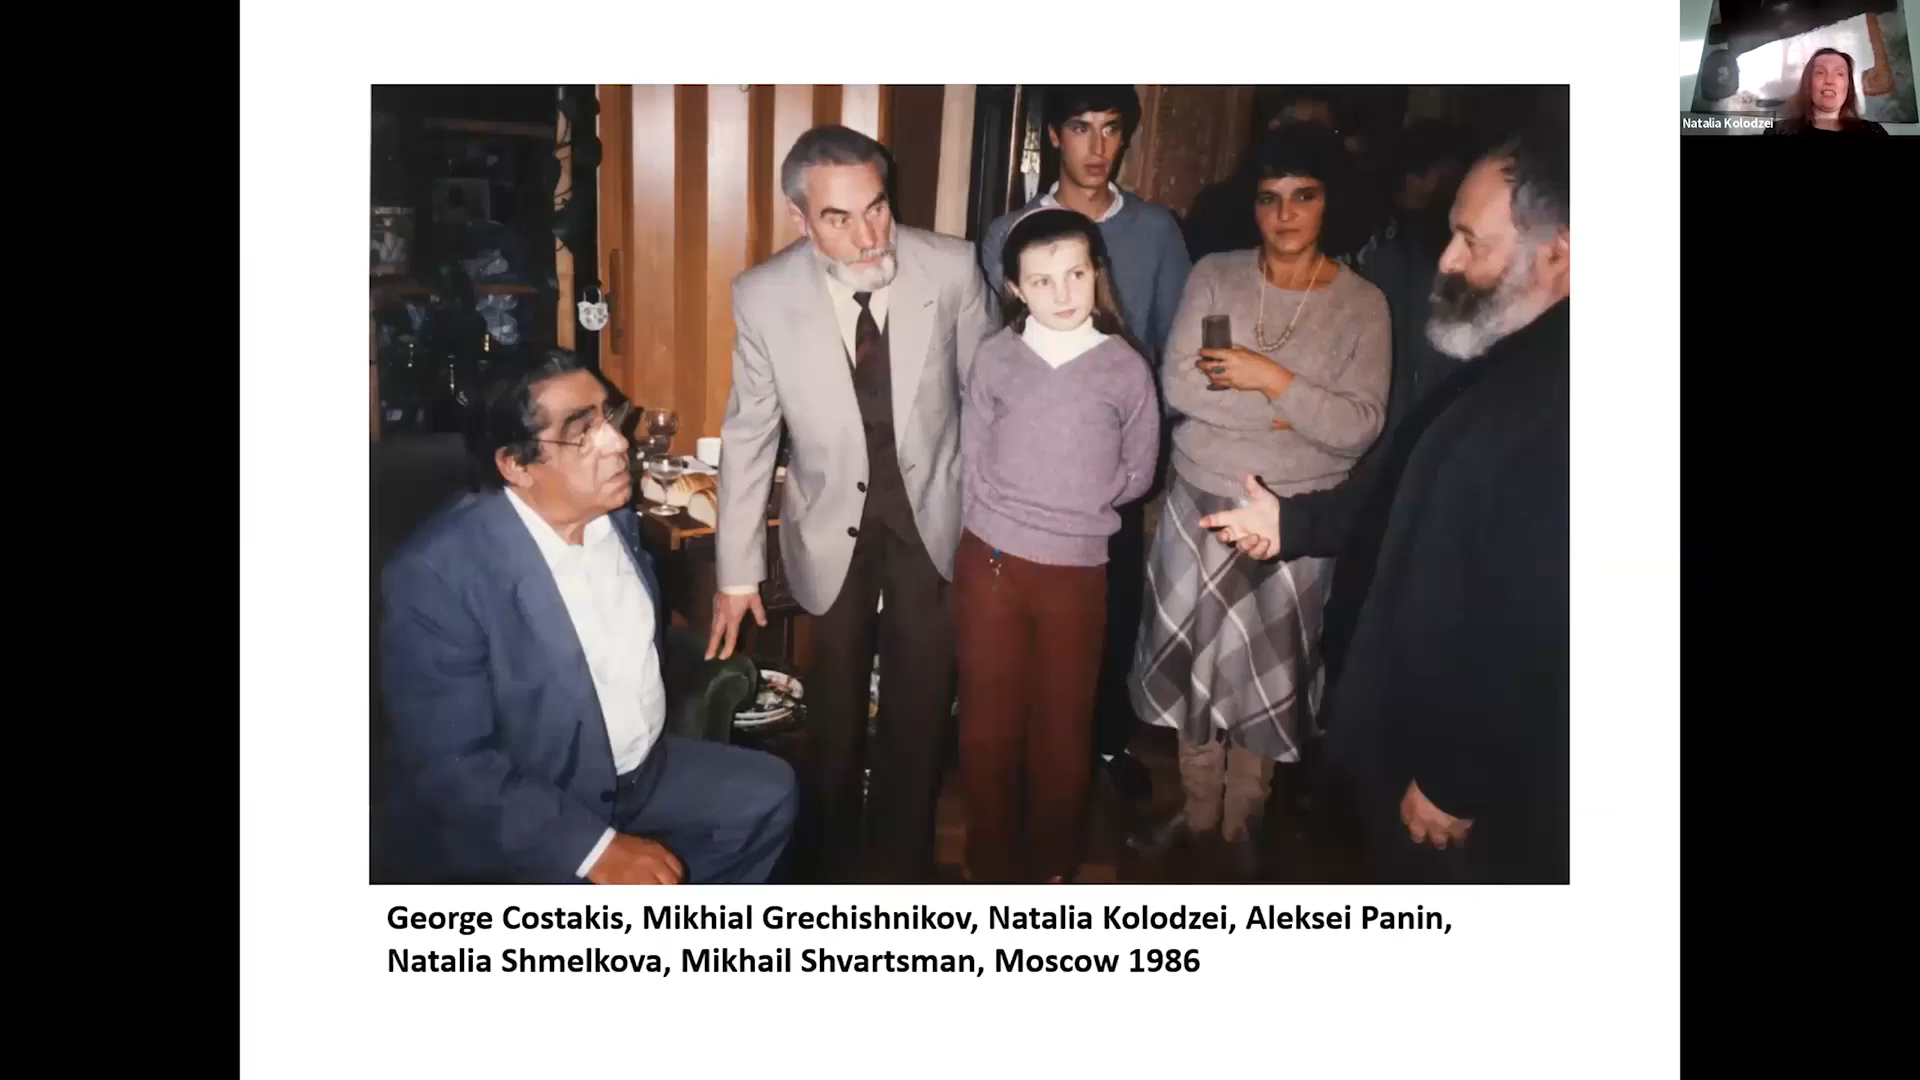 Natalia Kolodzei
George Costakis, Mikhial Grechishnikov, Natalia Kolodzei, Aleksei Panin,
Natalia Shmelkova, Mikhail Shvartsman, Moscow 1986